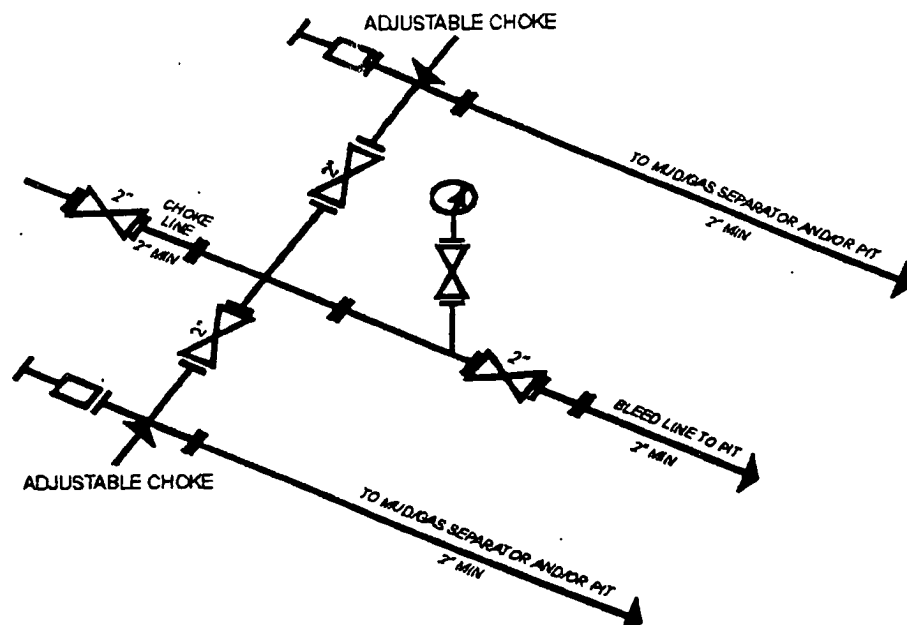 ADJUSTABLE CHOKE
2"
TO MUD/GAS SEPARATOR AND/OR PIT
2" MIN
2"
CHOKE
LINE
2" MIN
2"
2"
BLEED LINE TO PIT
2" MIN
ADJUSTABLE CHOKE
TO MUD/GAS SEPARATOR AND/OR PIT
2" MIN